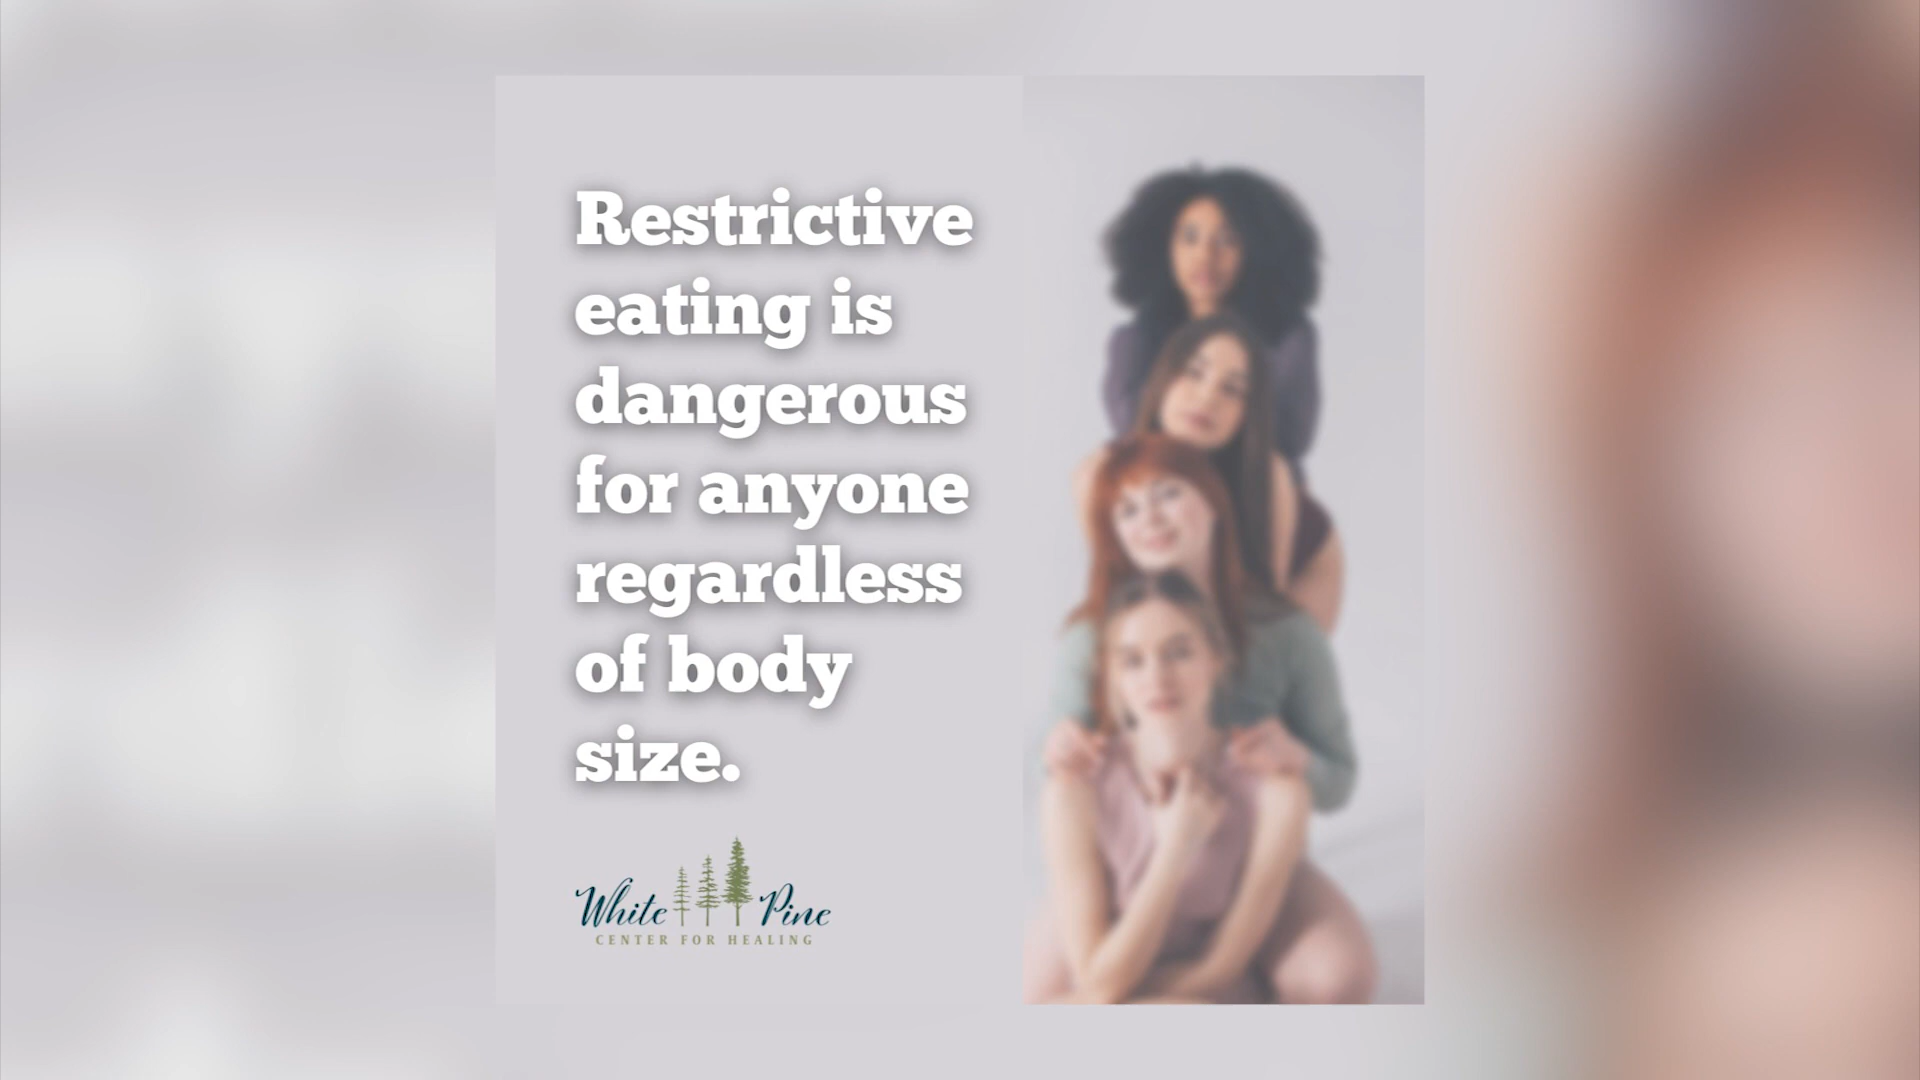 Restrictive
eating is
dangerous
for anyone
regardless
of body
size.
White Pine
CENTER FOR HEALING